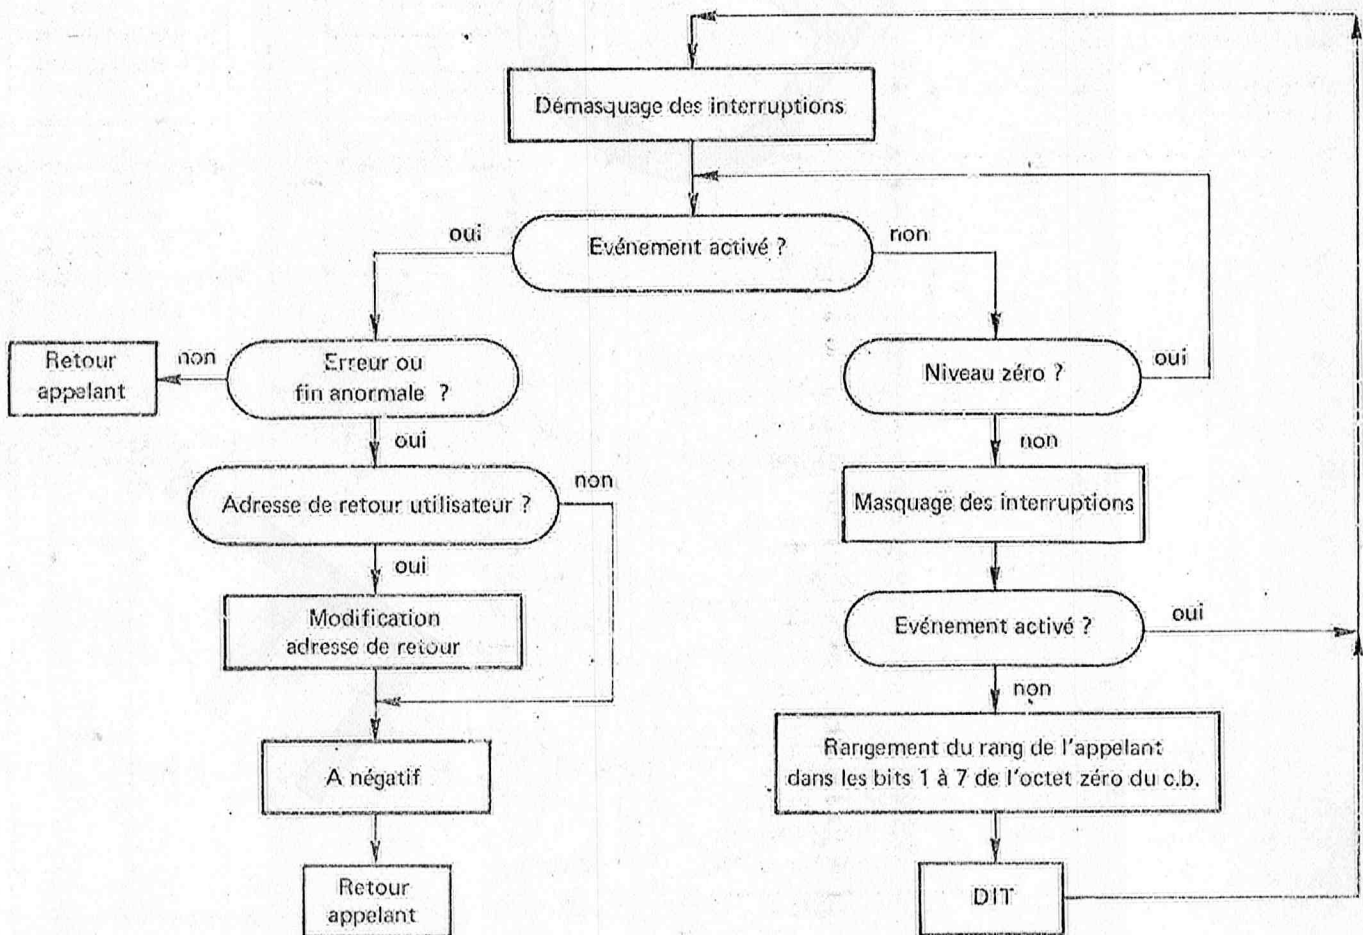 Démasquage des interruptions
oui
Evénement activé ?
non
Retour
appelant
non
Erreur ou
fin anormale ?
Niveau zéro ?
oui
oui
non
Adresse de retour utilisateur ?
non
Masquage des interruptions
oui
Modification
adresse de retour
Evénement activé ?
oui
non
A négatif
Rangement du rang de l'appelant
dans les bits 1 à 7 de l'octet zéro du c.b.
Retour
appelant
DIT